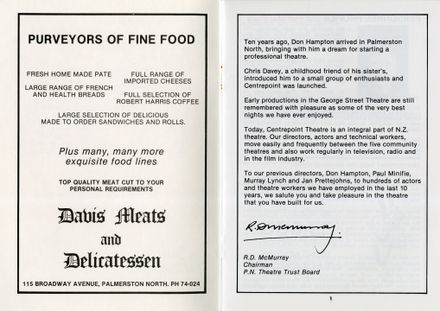 PURVEYORS OF FINE FOOD
FRESH HOME MADE PATE
LARGE RANGE OF FRENCH
AND HEALTH BREADS
FULL RANGE OF
IMPORTED CHEESES
FULL SELECTION OF
ROBERT HARRIS COFFEE
LARGE SELECTION OF DELICIOUS
MADE TO ORDER SANDWICHES AND ROLLS.
Plus many, many more
exquisite food lines
TOP QUALITY MEAT CUT TO YOUR
PERSONAL REQUIREMENTS
Davis Meats
and
Delicatessen
115 BROADWAY AVENUE, PALMERSTON NORTH. PH 74-024
Ten years ago, Don Hampton arrived in Palmerston
North, bringing with him a dream for starting a
professional theatre.
Chris Davey, a childhood friend of his sister's,
introduced him to a small group of enthusiasts and
Centrepoint was launched.
Early productions in the George Street Theatre are still
remembered with pleasure as some of the very best
nights we have ever enjoyed.
Today, Centrepoint Theatre is an integral part of N.Z.
theatre. Our directors, actors and technical workers,
move easily and frequently between the five community
theatres and also work regularly in television, radio and
in the film industry.
To our previous directors, Don Hampton, Paul Minifie,
Murray Lynch and Jan Prettejohns, to hundreds of actors
and theatre workers we have employed in the last 10
years, we salute you and take pleasure in the theatre
that you have built for us.
R.D. McMurray.
R.D. McMurray
Chairman
P.N. Theatre Trust Board
1